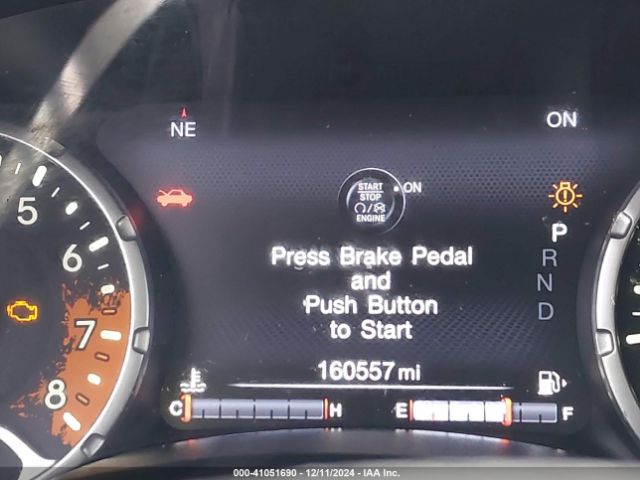 NE
ON
START
STOP
ENGINE
ON
Press Brake Pedal
and
Push Button
to Start
P
R
N
D
5
6
7
8
160557 mi
C H
E F
000-41051690 - 12/11/2024 - IAA Inc.